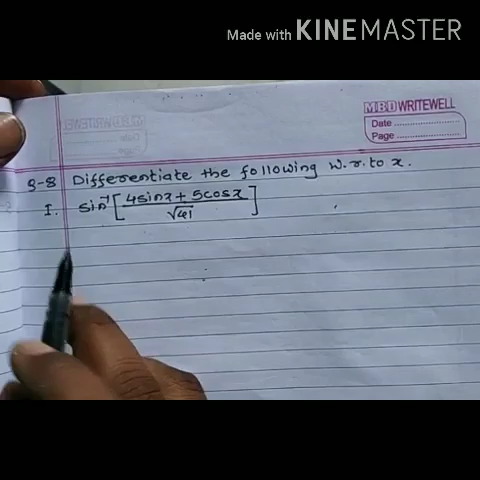 Made with KINEMASTER
MBD WRITEWELL
Date ....................
Page ....................
Q-8 Differentiate the following w.r.to x.
I. sin⁻¹[4sinx + 5cosx / √41]